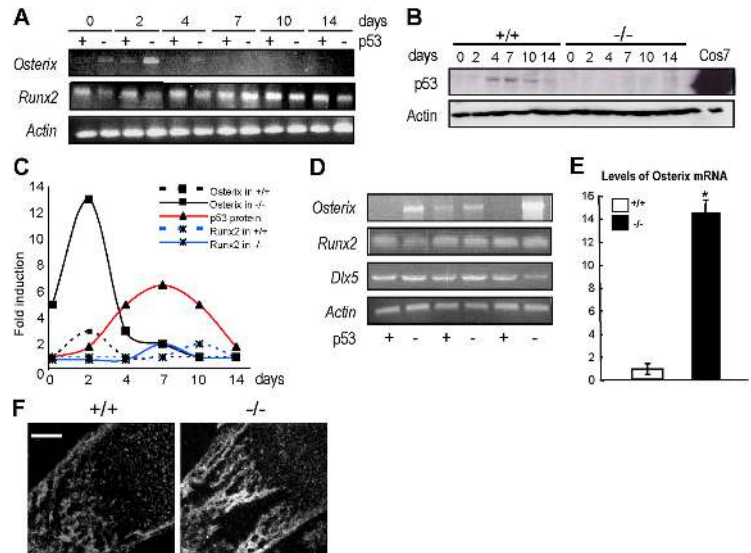 A
0 2 4 7 10 14 days
+ - + - + - + - + - + - p53
Osterix
Runx2
Actin
B
+/+ -/-
days 0 2 4 7 10 14 0 2 4 7 10 14 Cos7
p53
Actin
C
14
12
10
8
6
4
2
0
Fold induction
Osterix in +/+
Osterix in -/-
p53 protein
Runx2 in +/+
Runx2 in -/-
0 2 4 7 10 14 days
D
Osterix
Runx2
Dlx5
Actin
p53 + - + - + -
E
Levels of Osterix mRNA
+/+
-/-
*
16
14
12
10
8
6
4
2
0
F
+/+ -/-